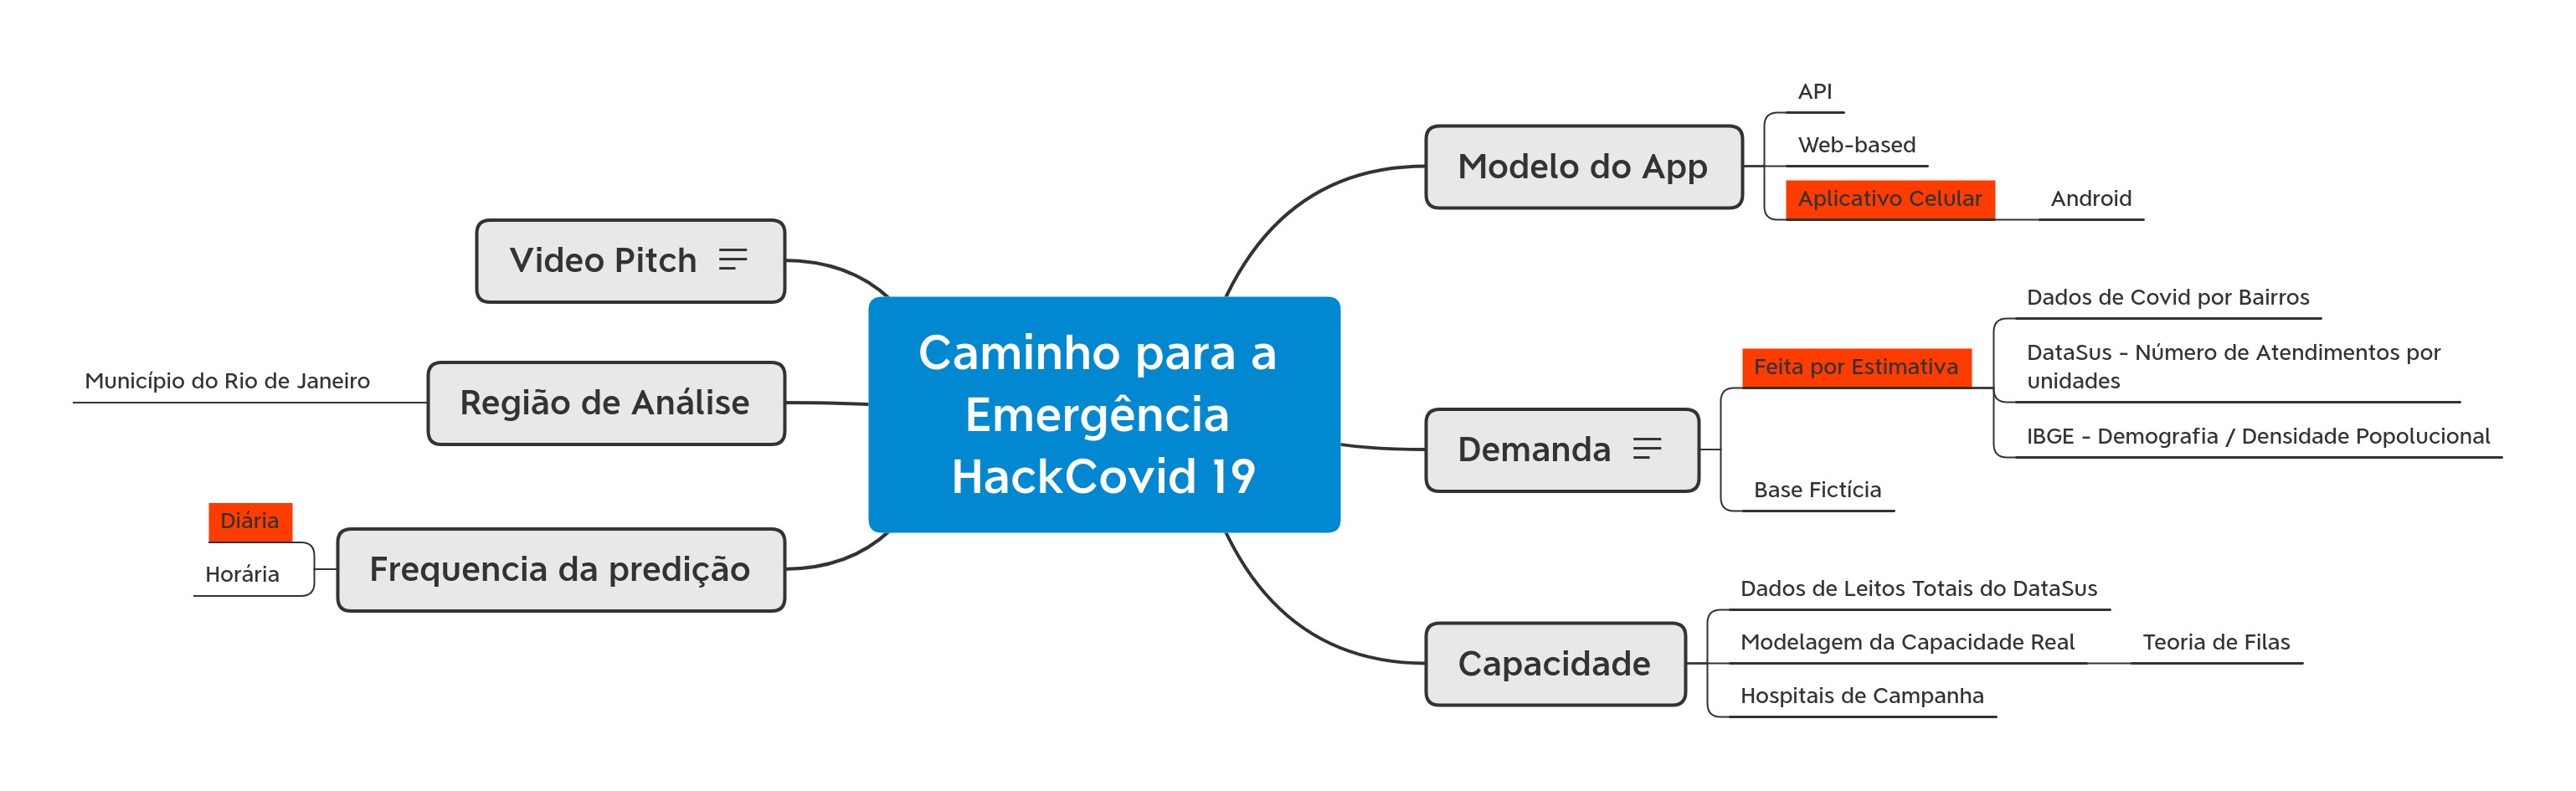 Caminho para a
Emergência
HackCovid 19
Modelo do App
API
Web-based
Aplicativo Celular
Android
Demanda
Feita por Estimativa
Dados de Covid por Bairros
DataSus - Número de Atendimentos por
unidades
IBGE - Demografia / Densidade Popolucional
Base Fictícia
Capacidade
Dados de Leitos Totais do DataSus
Modelagem da Capacidade Real
Teoria de Filas
Hospitais de Campanha
Video Pitch
Região de Análise
Município do Rio de Janeiro
Frequencia da predição
Diária
Horária